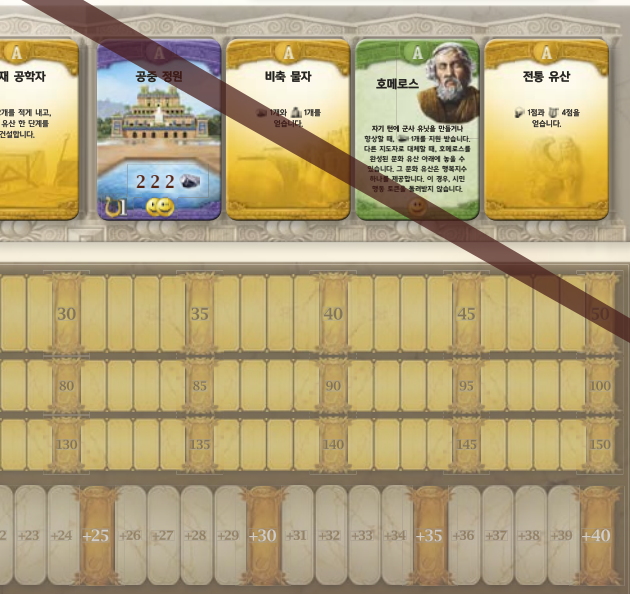 A
재 공학자
개를 적게 내고,
유산 한 단계를
건설합니다.
A
공중 정원
2 2 2
1
A
비축 물자
1개와 1개를
얻습니다.
A
호메로스
자기 턴에 군사 유닛을 만들거나
향상할 때, 1개를 지원 받습니다.
다른 지도자로 대체할 때, 호메로스를
완성된 문화 유산 아래에 놓을 수
있습니다. 그 문화 유산은 행복지수
하나를 제공합니다. 이 경우, 시민
행동 토큰을 돌려받지 않습니다.
A
전통 유산
1점과 4점을
얻습니다.
30 35 40 45 50
80 85 90 95 100
130 135 140 145 150
2 +23 +24 +25 +26 +27 +28 +29 +30 +31 +32 +33 +34 +35 +36 +37 +38 +39 +40